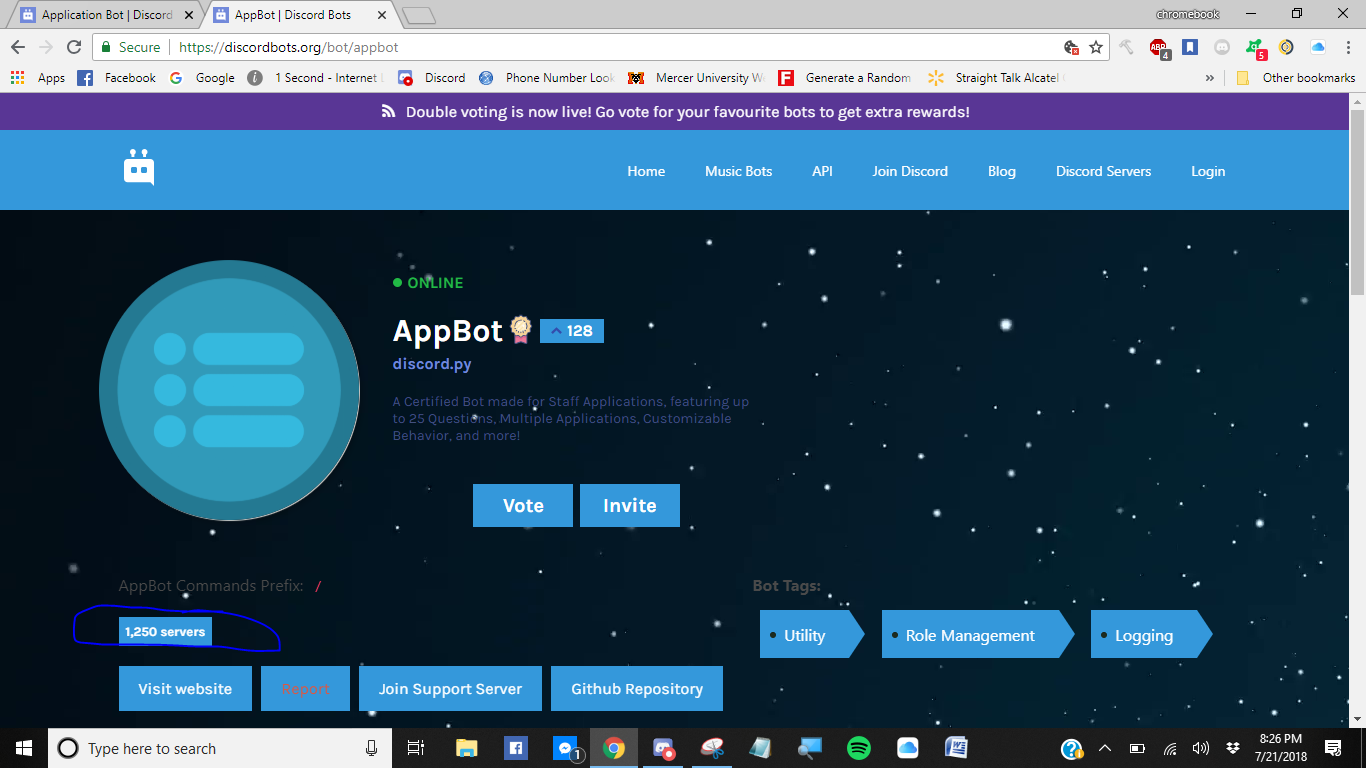 Application Bot | Discord
AppBot | Discord Bots
chromebook
Secure
https://discordbots.org/bot/appbot
ABP
4
5
Apps
Facebook
Google
1 Second - Internet
Discord
Phone Number Look
Mercer University W
Generate a Random
Straight Talk Alcatel
»
Other bookmarks
Double voting is now live! Go vote for your favourite bots to get extra rewards!
Home
Music Bots
API
Join Discord
Blog
Discord Servers
Login
ONLINE
AppBot
128
discord.py
A Certified Bot made for Staff Applications, featuring up
to 25 Questions, Multiple Applications, Customizable
Behavior, and more!
Vote
Invite
AppBot Commands Prefix: /
Bot Tags:
1,250 servers
Utility
Role Management
Logging
Visit website
Report
Join Support Server
Github Repository
Type here to search
1
8:26 PM
7/21/2018